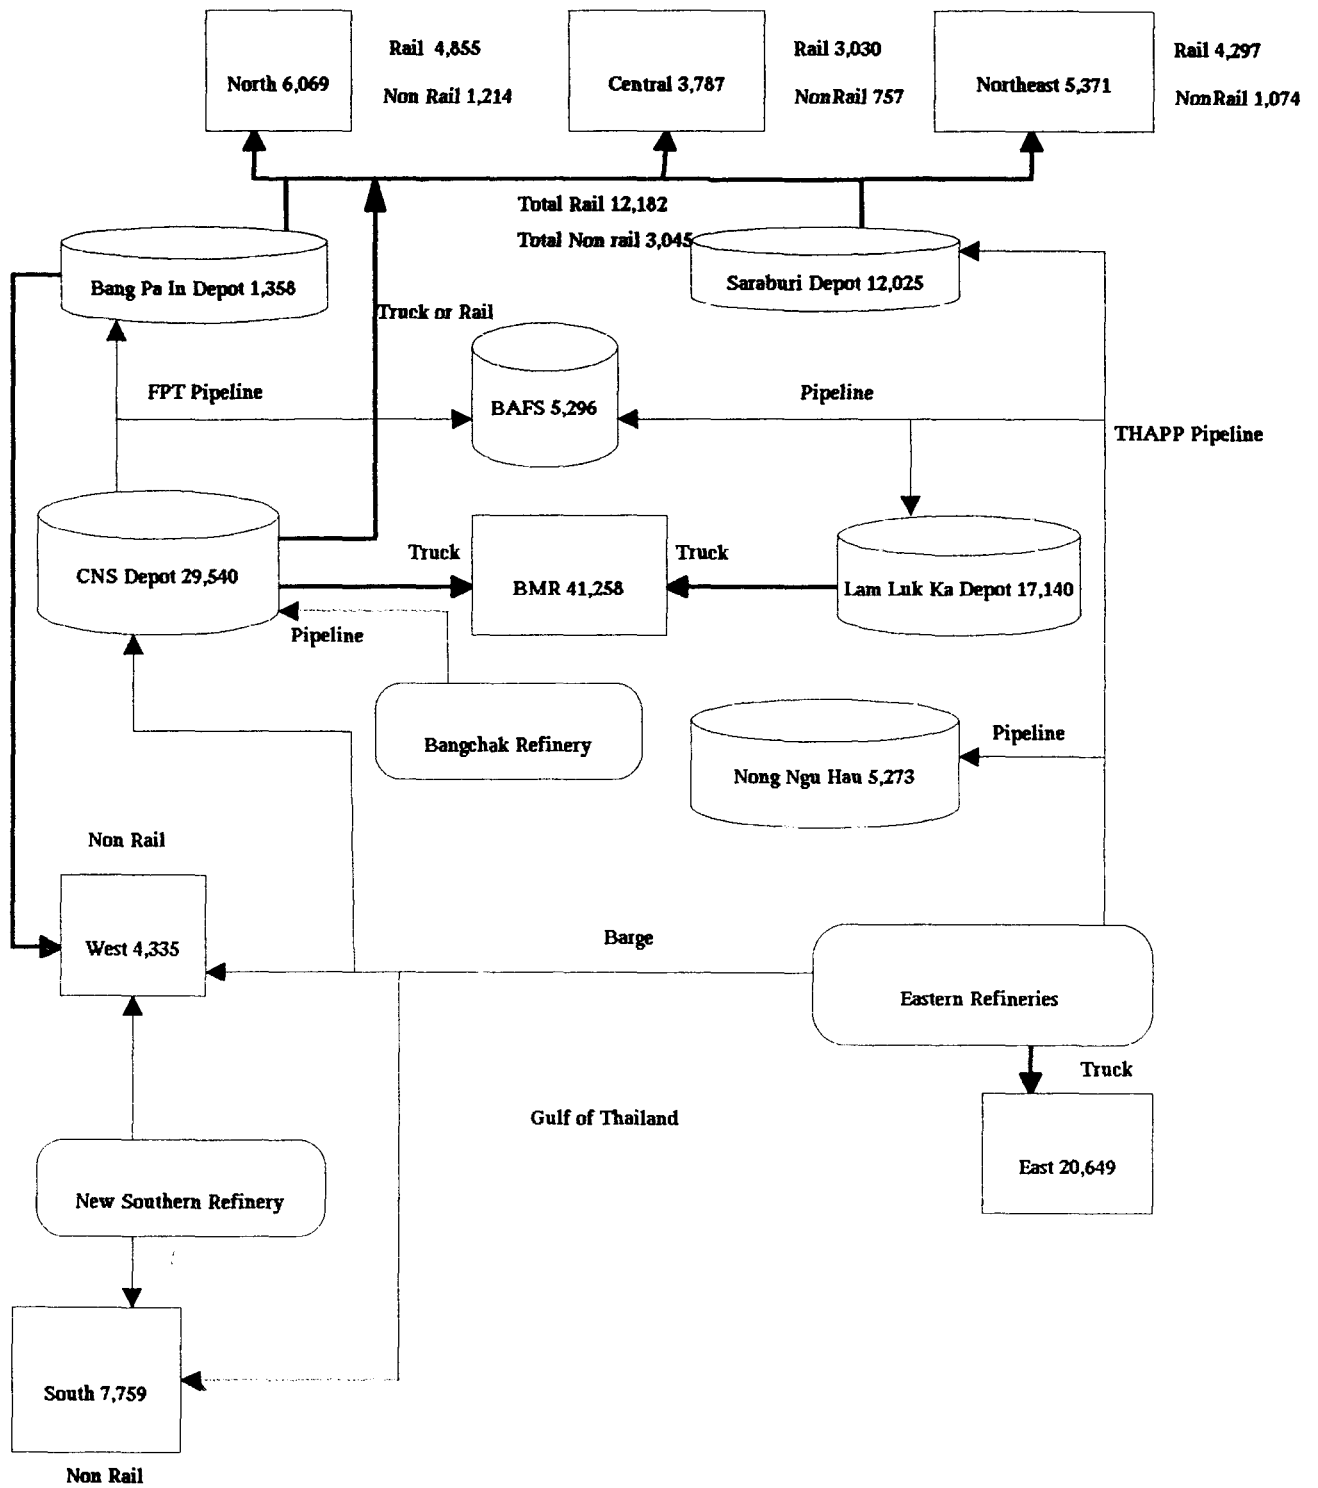 Rail 4,855
Rail 3,030
Rail 4,297
North 6,069
Central 3,787
Northeast 5,371
Non Rail 1,214
NonRail 757
NonRail 1,074
Total Rail 12,182
Total Non rail 3,045
Bang Pa In Depot 1,358
Saraburi Depot 12,025
Truck or Rail
FPT Pipeline
Pipeline
BAFS 5,296
THAPP Pipeline
Truck
Truck
CNS Depot 29,540
BMR 41,258
Lam Luk Ka Depot 17,140
Pipeline
Pipeline
Bangchak Refinery
Nong Ngu Hau 5,273
Non Rail
Barge
West 4,335
Eastern Refineries
Truck
Gulf of Thailand
East 20,649
New Southern Refinery
South 7,759
Non Rail